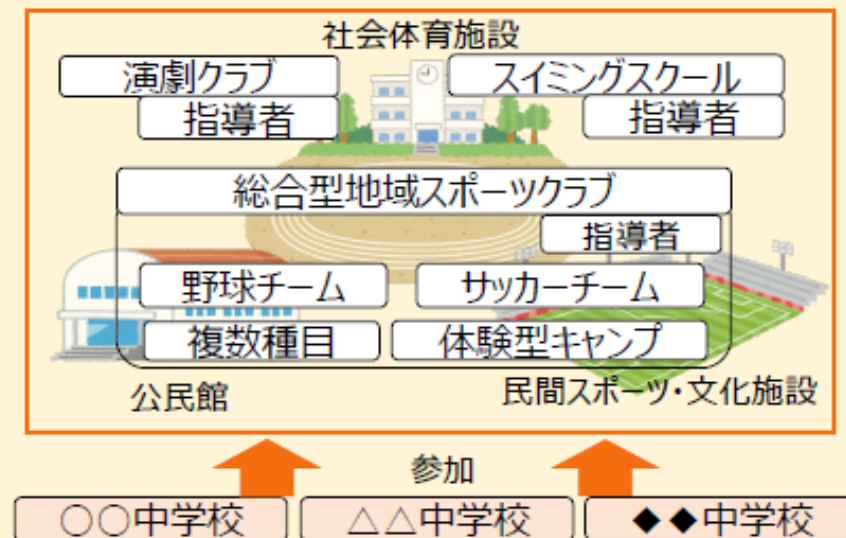 社会体育施設
演劇クラブ
スイミングスクール
指導者
指導者
総合型地域スポーツクラブ
指導者
野球チーム
サッカーチーム
複数種目
体験型キャンプ
公民館
民間スポーツ・文化施設
参加
○○中学校
△△中学校
◆◆中学校